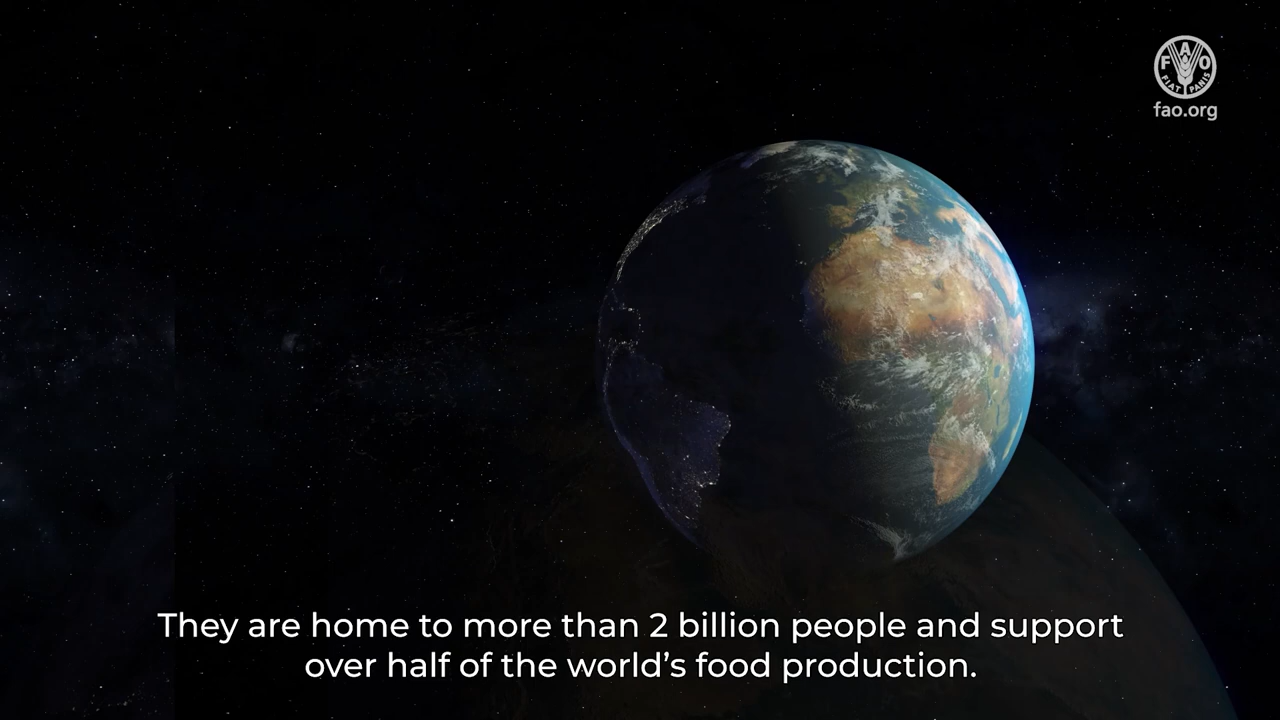 FAO
FIAT PANIS
fao.org
They are home to more than 2 billion people and support
over half of the world's food production.